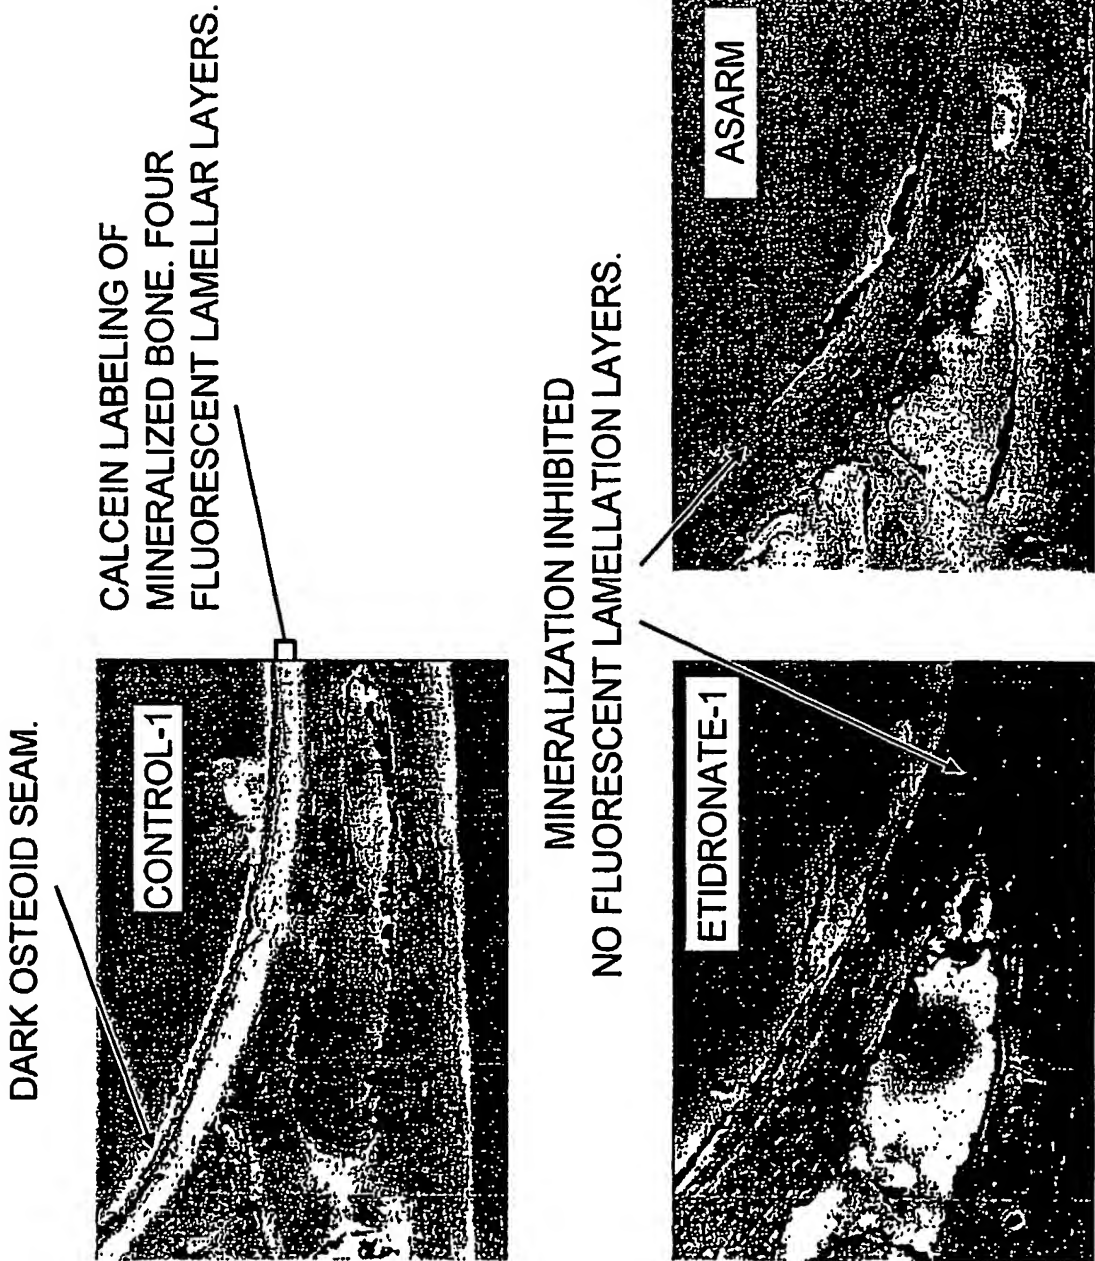 DARK OSTEOID SEAM.
CALCEIN LABELING OF
MINERALIZED BONE. FOUR
FLUORESCENT LAMELLAR LAYERS.
CONTROL-1
MINERALIZATION INHIBITED
NO FLUORESCENT LAMELLATION LAYERS.
ETIDRONATE-1
ASARM